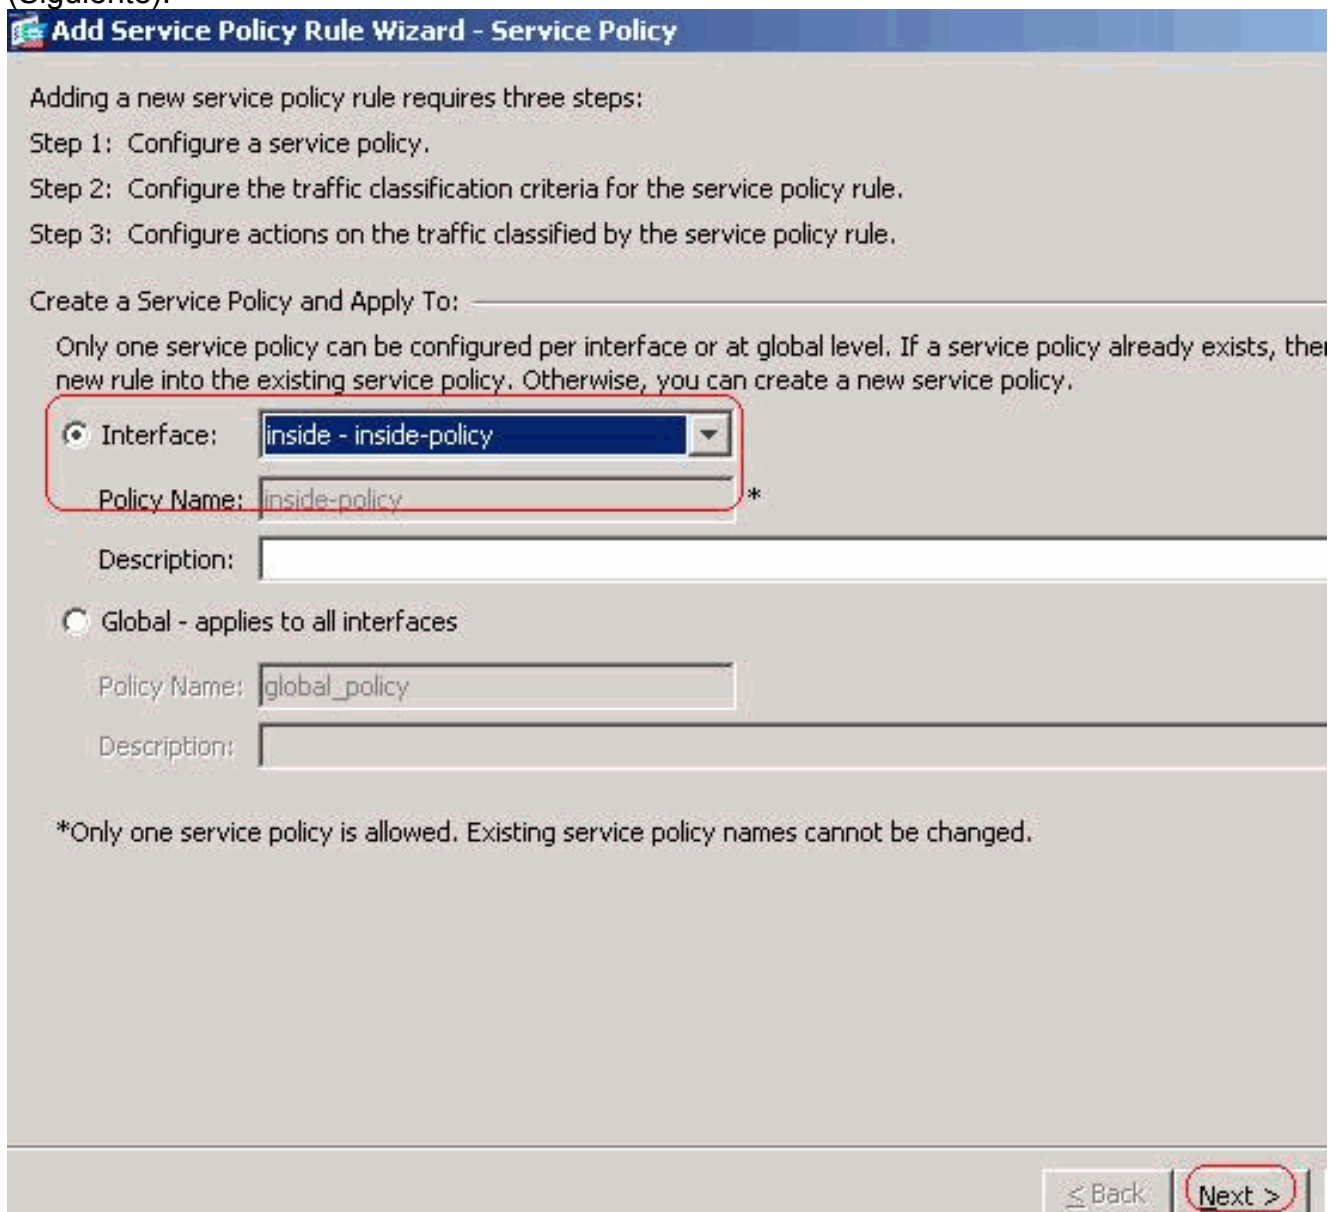 (Siguiente).
Add Service Policy Rule Wizard - Service Policy
Adding a new service policy rule requires three steps:
Step 1: Configure a service policy.
Step 2: Configure the traffic classification criteria for the service policy rule.
Step 3: Configure actions on the traffic classified by the service policy rule.
Create a Service Policy and Apply To:
Only one service policy can be configured per interface or at global level. If a service policy already exists, then
new rule into the existing service policy. Otherwise, you can create a new service policy.
Interface: inside - inside-policy
Policy Name: inside-policy *
Description:
Global - applies to all interfaces
Policy Name: global_policy
Description:
*Only one service policy is allowed. Existing service policy names cannot be changed.
< Back Next >